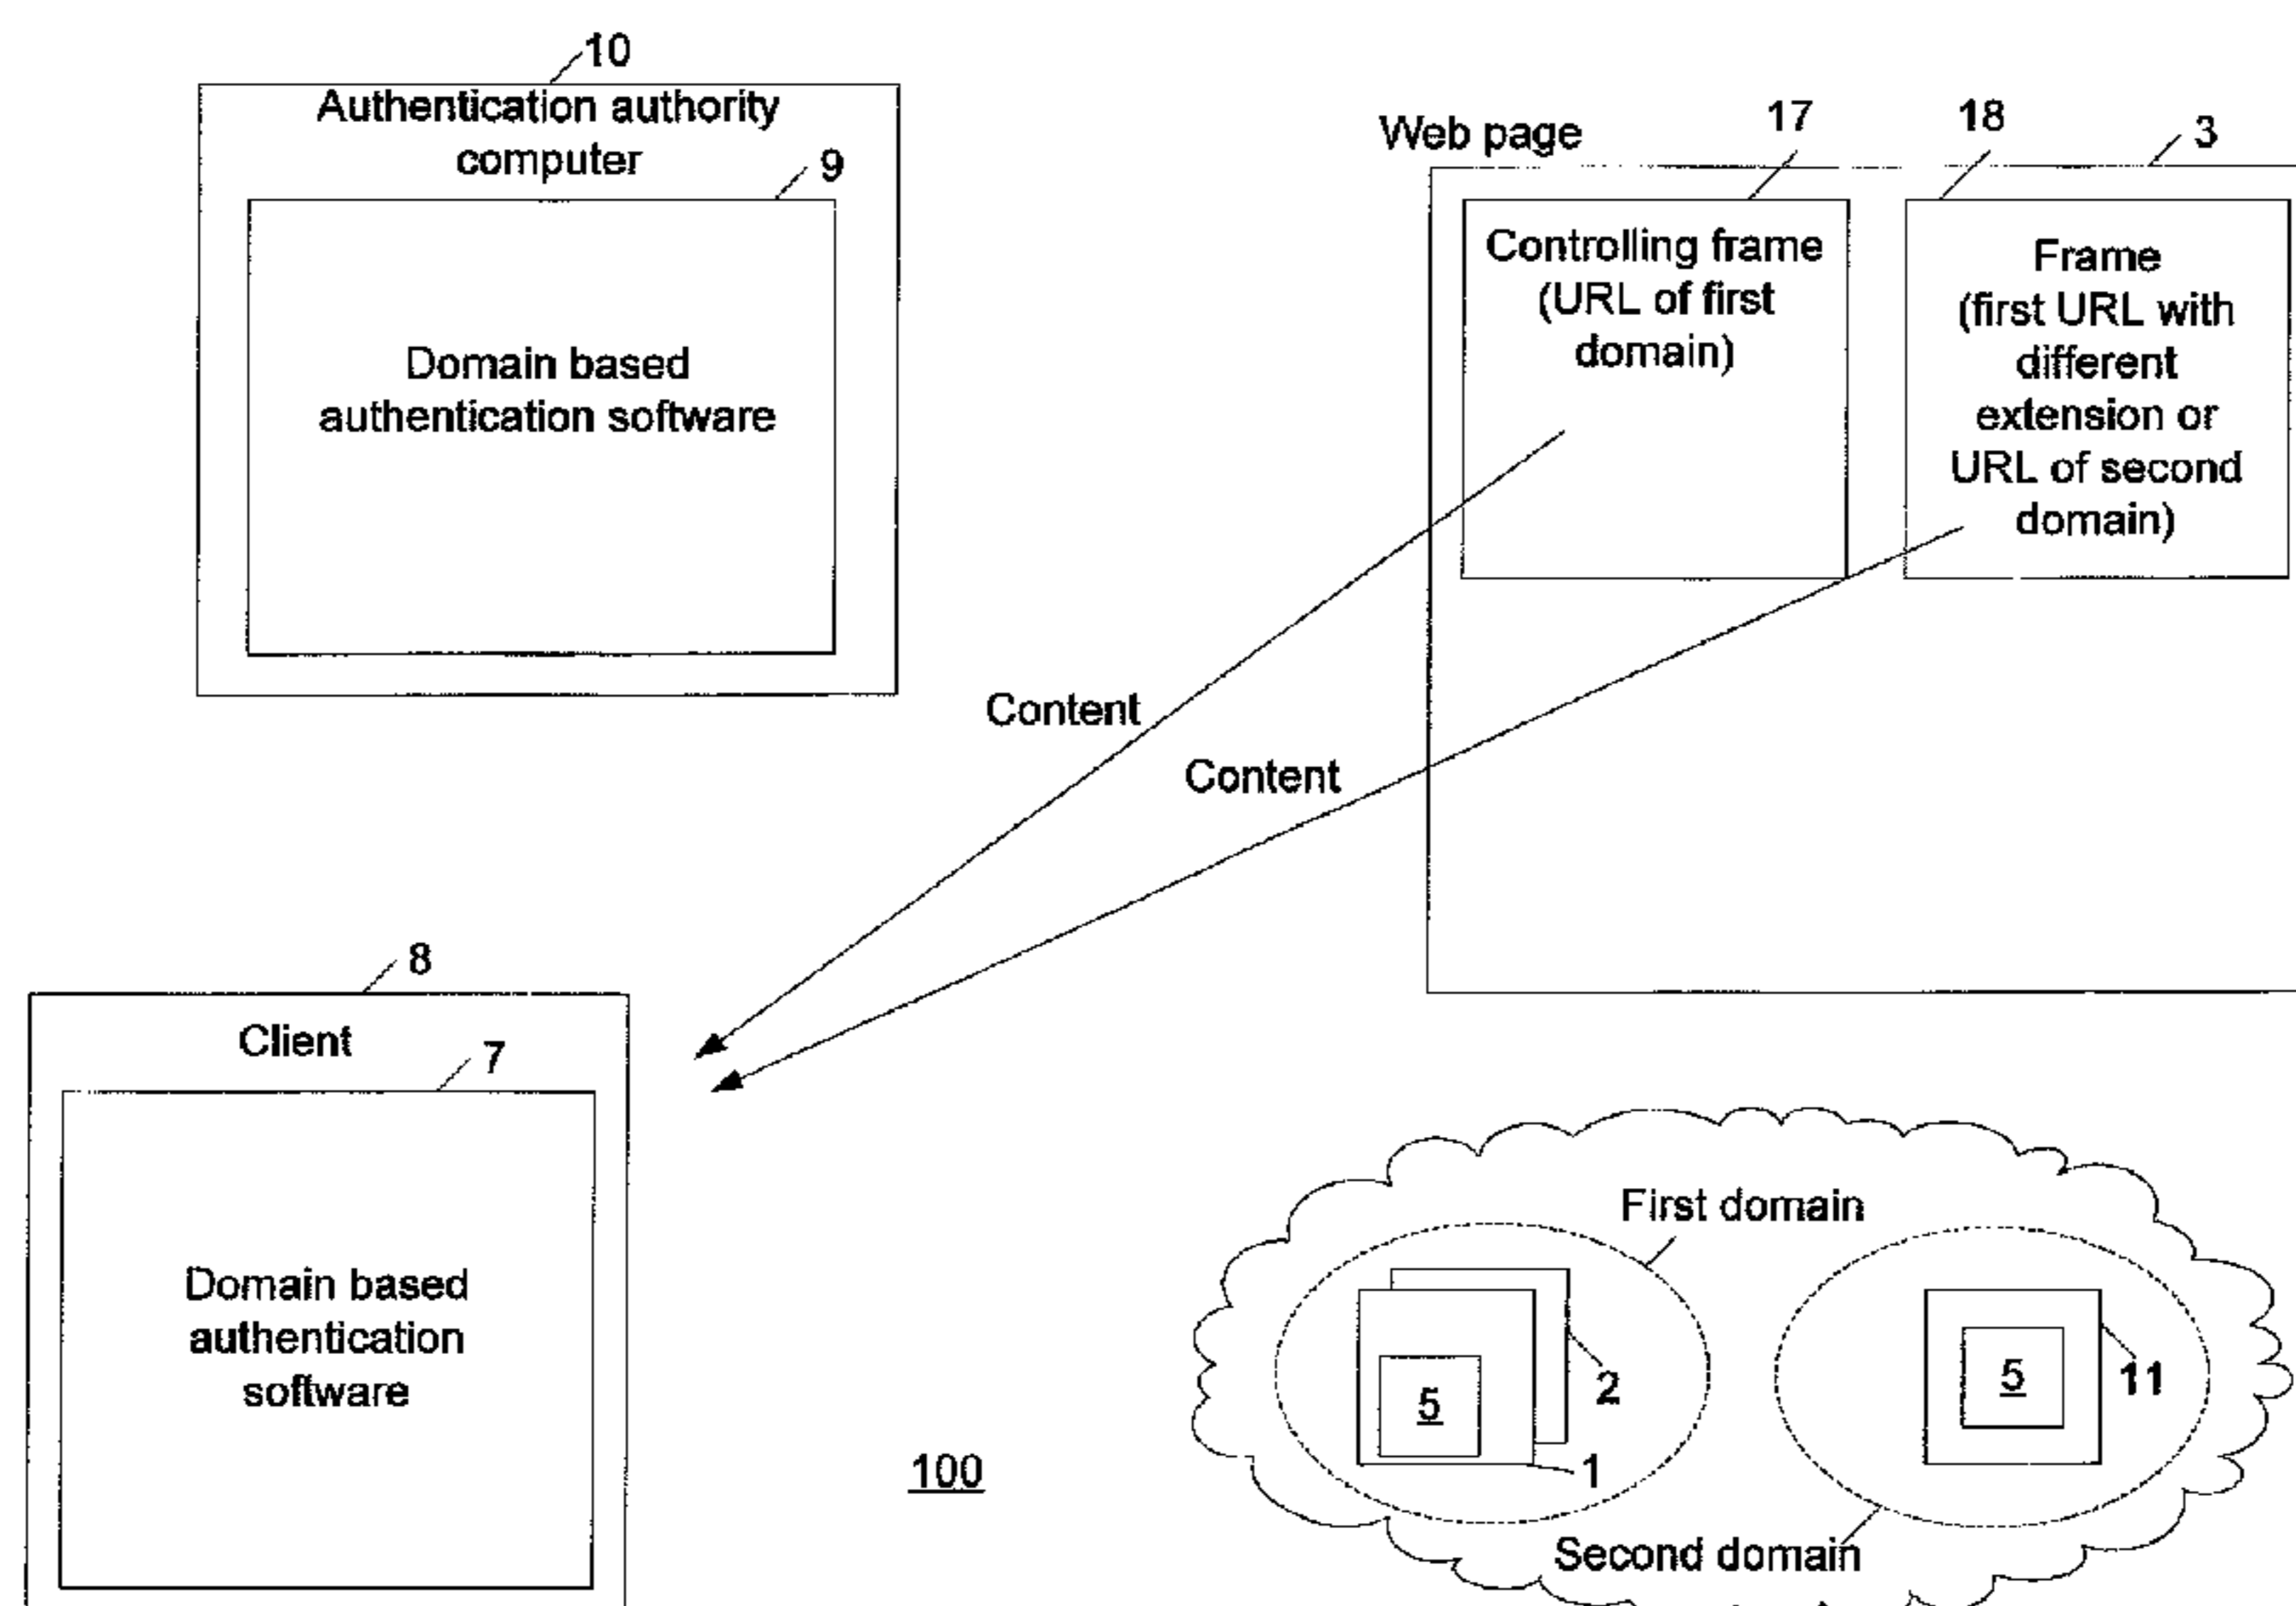 10
Authentication authority
computer
9
Domain based
authentication software
Web page
17
18
3
Controlling frame
(URL of first
domain)
Frame
(first URL with
different
extension or
URL of second
domain)
Content
Content
8
Client
7
Domain based
authentication
software
100
First domain
5
2
1
5
11
Second domain